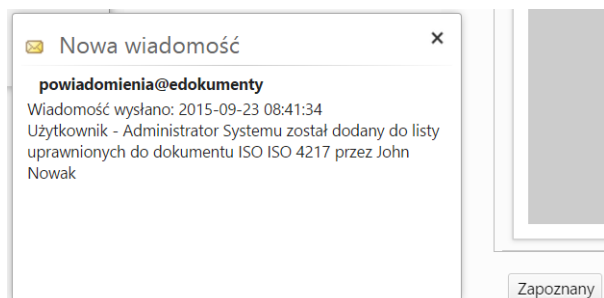 Nowa wiadomość
×
powiadomienia@edokumenty
Wiadomość wysłano: 2015-09-23 08:41:34
Użytkownik - Administrator Systemu został dodany do listy
uprawnionych do dokumentu ISO ISO 4217 przez John
Nowak
Zapoznany